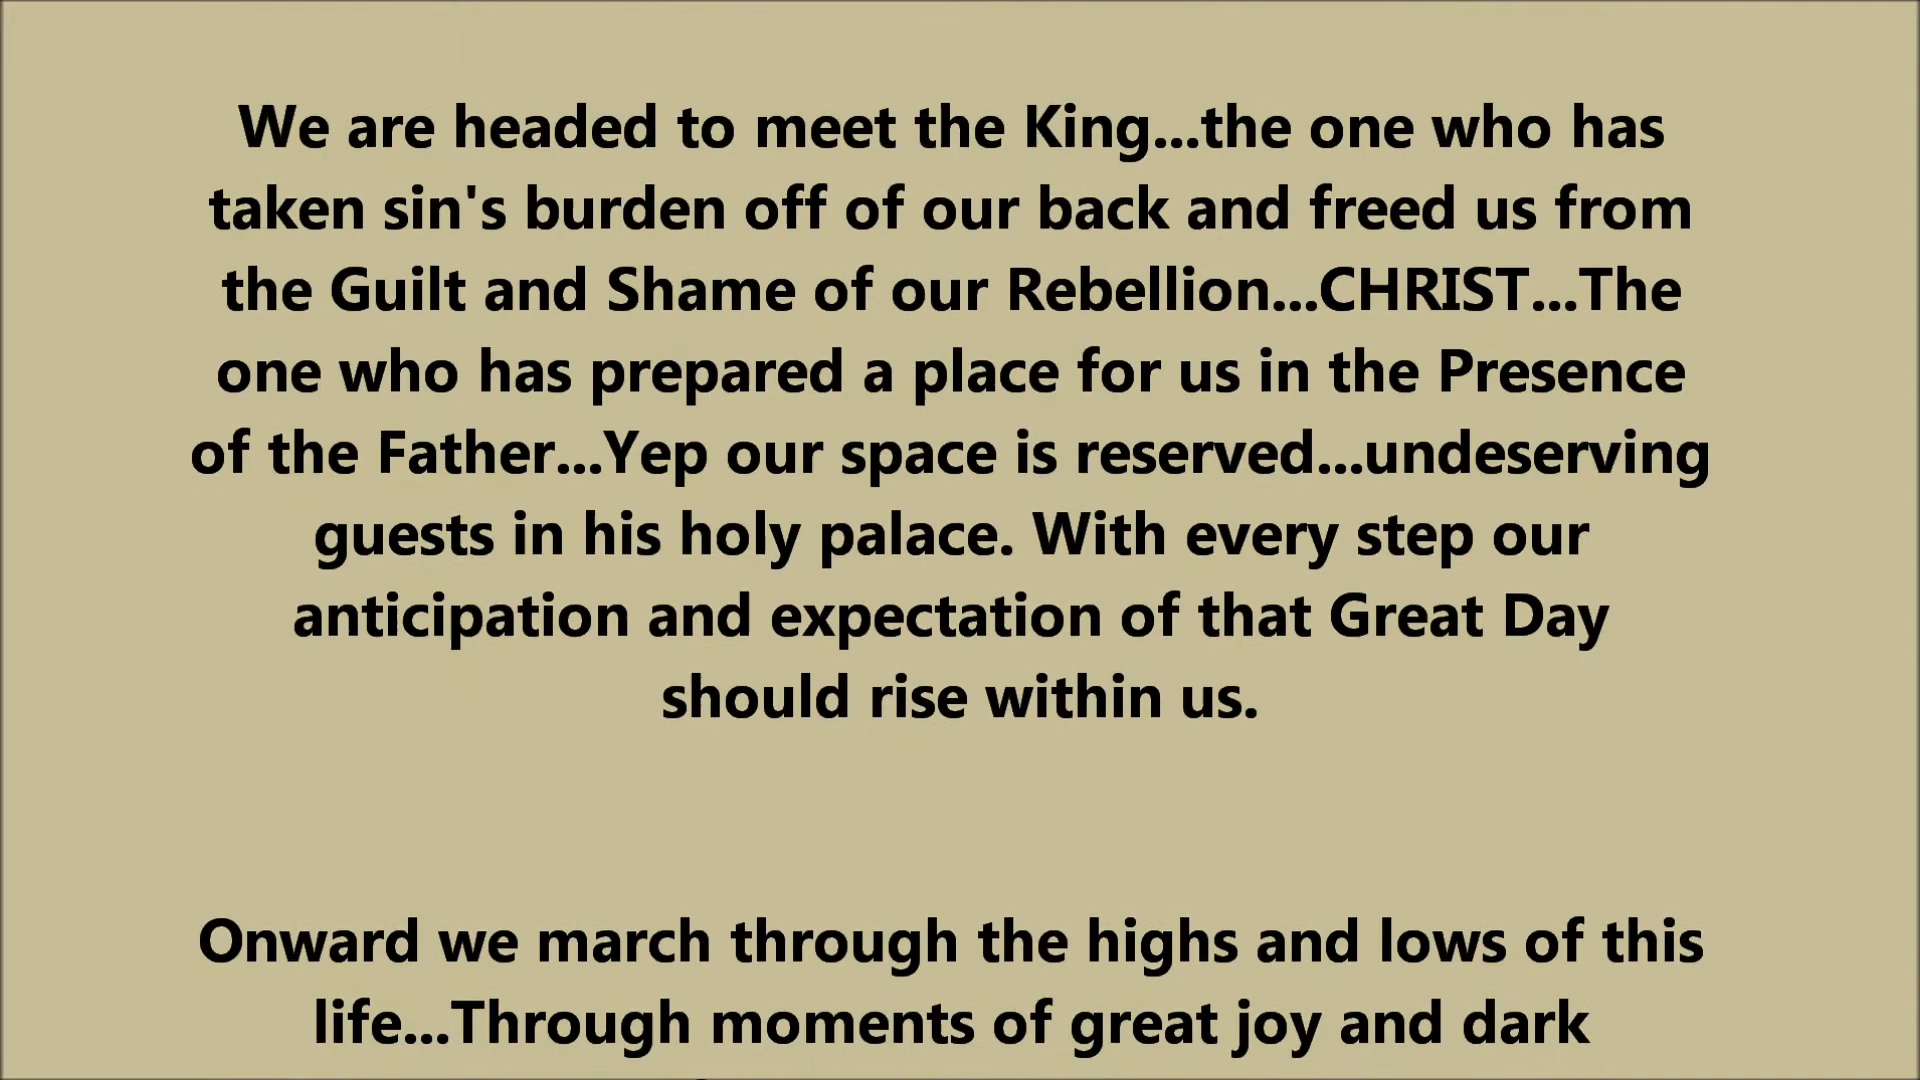 We are headed to meet the King...the one who has
taken sin's burden off of our back and freed us from
the Guilt and Shame of our Rebellion...CHRIST...The
one who has prepared a place for us in the Presence
of the Father...Yep our space is reserved...undeserving
guests in his holy palace. With every step our
anticipation and expectation of that Great Day
should rise within us.
Onward we march through the highs and lows of this
life...Through moments of great joy and dark